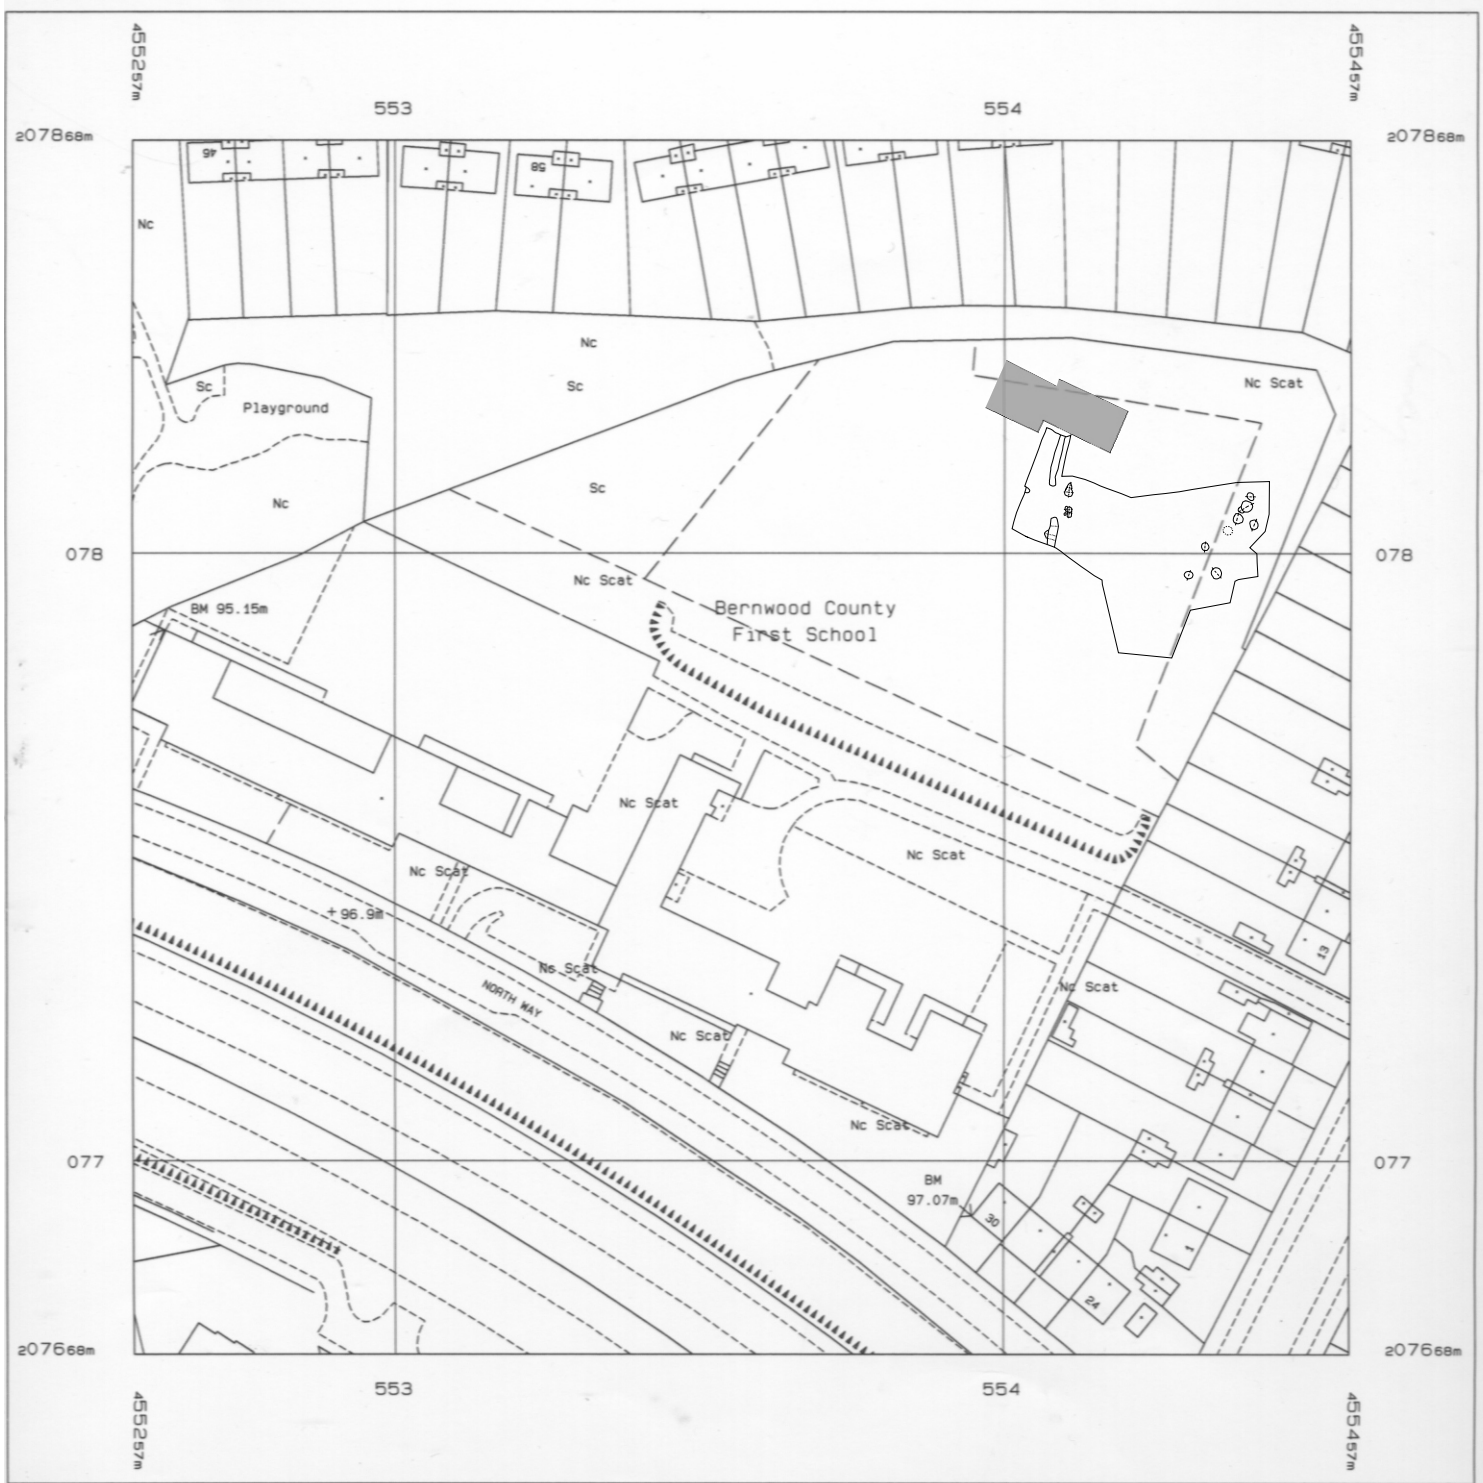 455257m
455457m
553
554
207868m
207868m
46
58
Nc
Nc
Sc
Sc
Nc Scat
Playground
Sc
Nc
078
078
Nc Scat
BM 95.15m
Bernwood County
First School
Nc Scat
Nc Scat
Nc Scat
96.9m
13
Nc Scat
NORTH WAY
Nc Scat
Nc Scat
Nc Scat
077
077
BM
97.07m
30
1
24
207668m
207668m
553
554
455257m
455457m